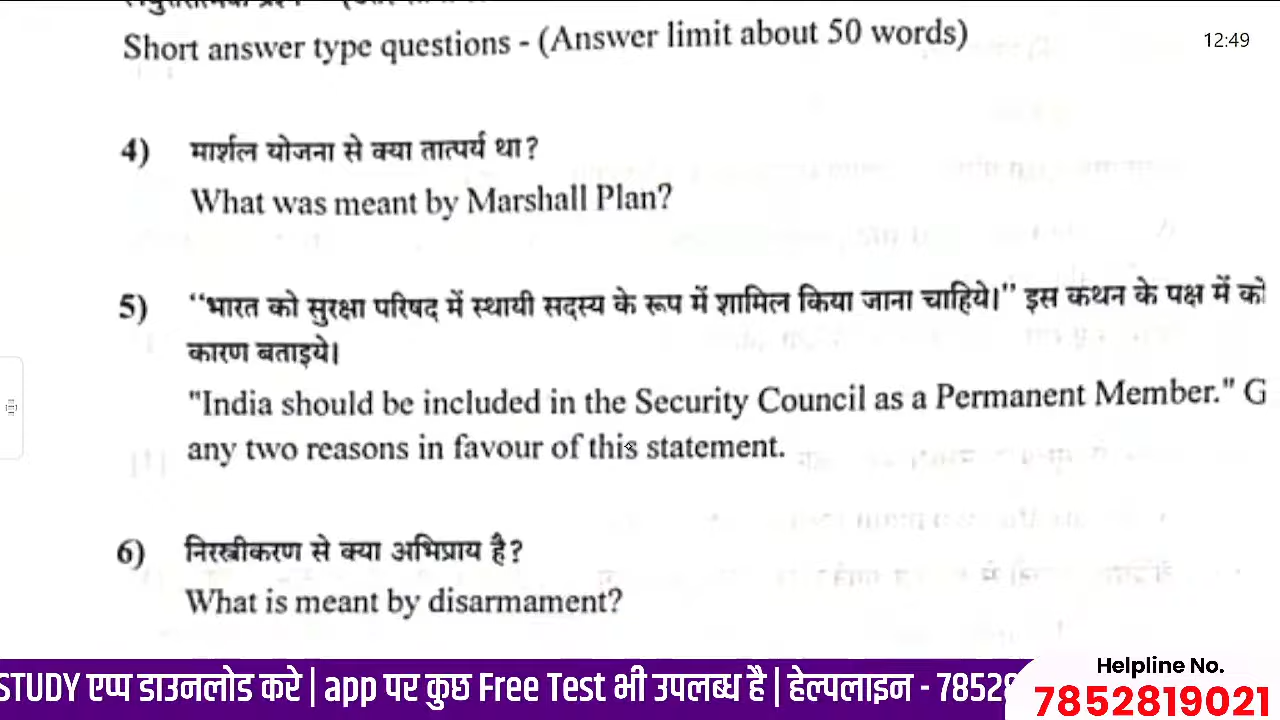 Short answer type questions - (Answer limit about 50 words)
12:49
4) मार्शल योजना से क्या तात्पर्य था?
What was meant by Marshall Plan?
5) "भारत को सुरक्षा परिषद में स्थायी सदस्य के रूप में शामिल किया जाना चाहिये।" इस कथन के पक्ष में
कारण बताइये।
"India should be included in the Security Council as a Permanent Member." G
any two reasons in favour of this statement.
6) निरस्त्रीकरण से क्या अभिप्राय है?
What is meant by disarmament?
STUDY एप्प डाउनलोड करे | app पर कुछ Free Test भी उपलब्ध है | हेल्पलाइन - 7852
Helpline No.
7852819021